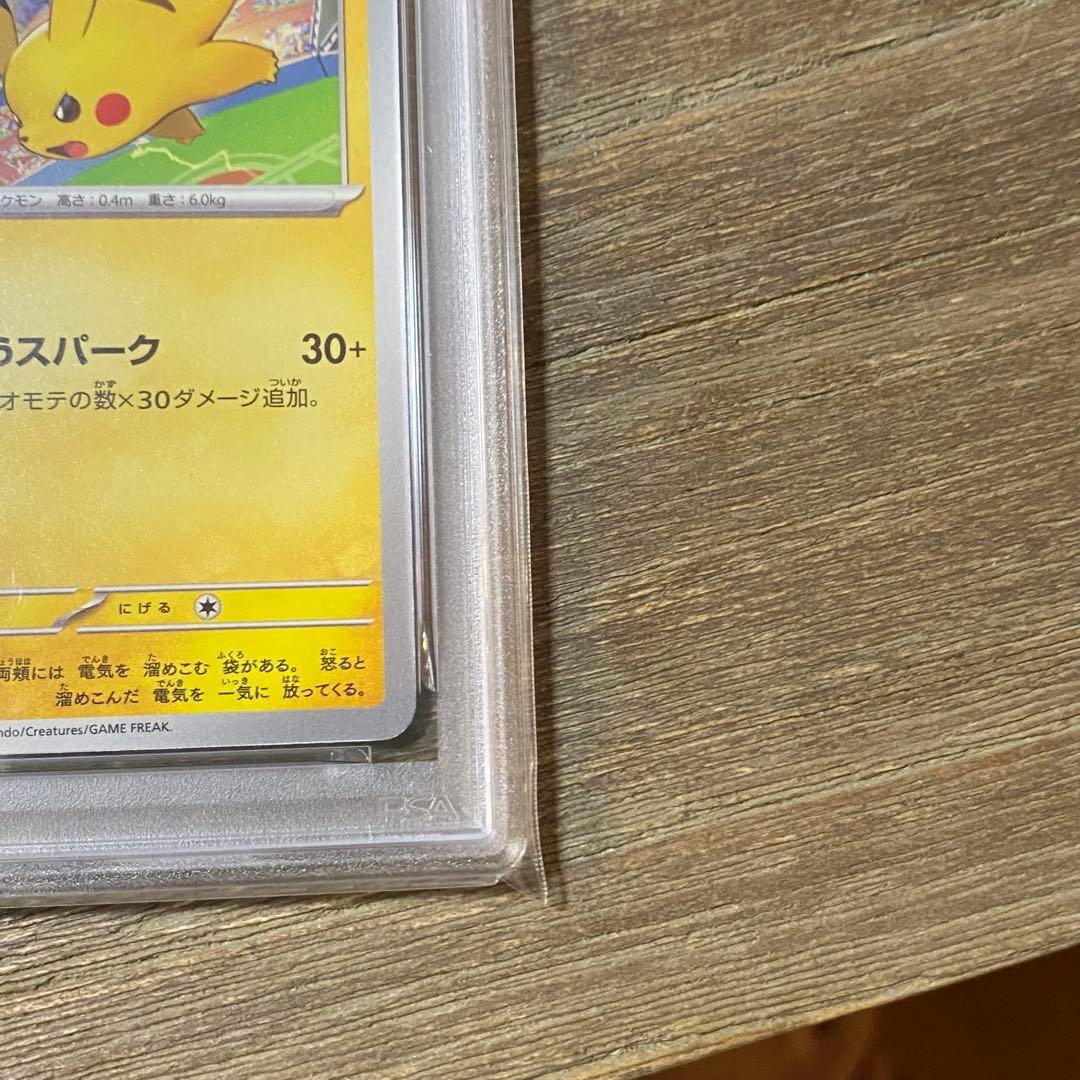 ケモン 高さ：0.4m 重さ：6.0kg
うスパーク 30+
オモテの数×30ダメージ追加。
にげる
両頬には 電気を 溜めこむ 袋がある。 怒ると
溜めこんだ 電気を 一気に 放ってくる。
ndo/Creatures/GAME FREAK.
PSA